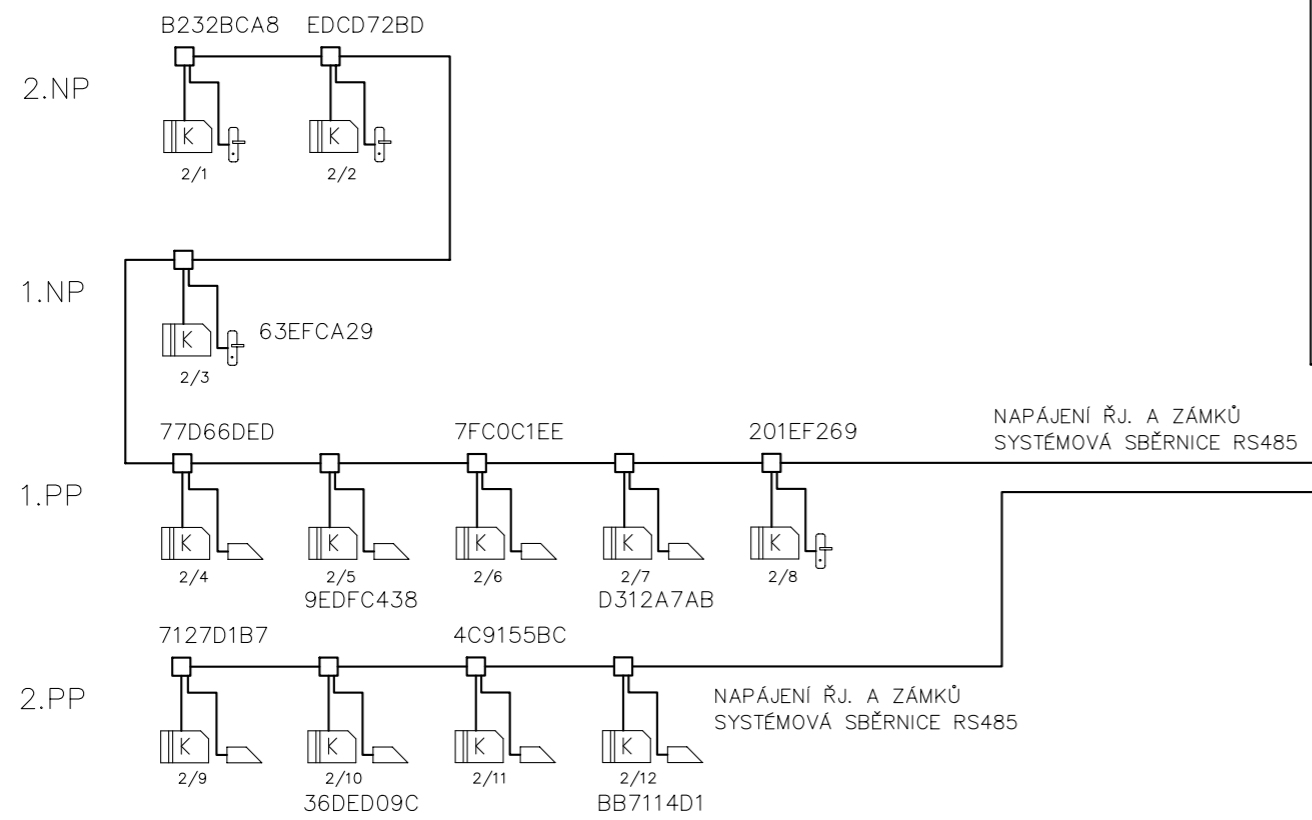 B232BCA8 EDCD72BD
2.NP
K K
2/1 2/2
1.NP
K
63EFCA29
2/3
77D66DED 7FC0C1EE 201EF269
NAPÁJENÍ ŘJ. A ZÁMKŮ
SYSTÉMOVÁ SBĚRNICE RS485
1.PP
K K K K K
2/4 2/5 2/6 2/7 2/8
9EDFC438 D312A7AB
7127D1B7 4C9155BC
2.PP
NAPÁJENÍ ŘJ. A ZÁMKŮ
SYSTÉMOVÁ SBĚRNICE RS485
K K K K
2/9 2/10 2/11 2/12
36DED09C BB7114D1